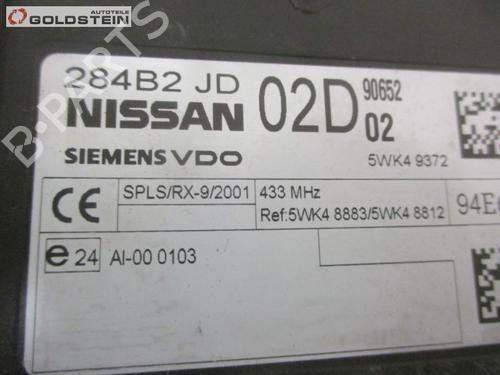 Autoteile
GOLDSTEIN
B-PARTS
284B2 JD 02D 90652
NISSAN 02
SIEMENS VDO 5WK4 9372
CE SPLS/RX-9/2001 433 MHz
Ref:5WK4 8883/5WK4 8812
e 24 AI-00 0103